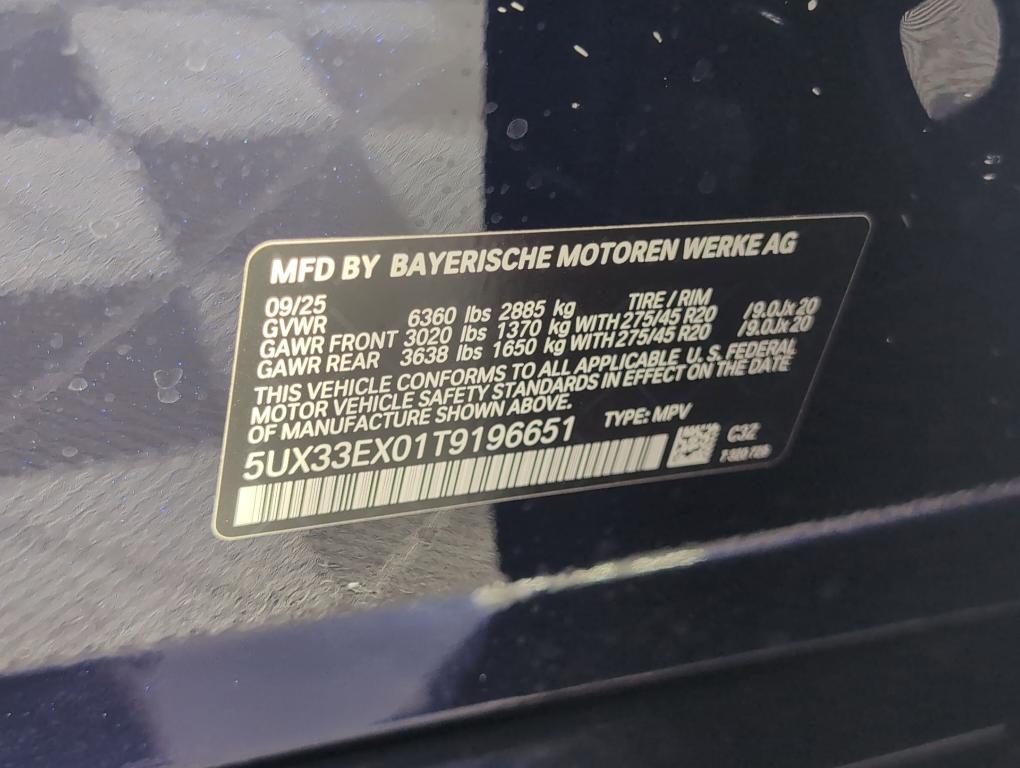 MFD BY BAYERISCHE MOTOREN WERKE AG
09/25 TIRE / RIM
GVWR 6360 lbs 2885 kg
GAWR FRONT 3020 lbs 1370 kg WITH 275/45 R20 /9.0Jx20
GAWR REAR 3638 lbs 1650 kg WITH 275/45 R20 /9.0Jx20
THIS VEHICLE CONFORMS TO ALL APPLICABLE U.S. FEDERAL
MOTOR VEHICLE SAFETY STANDARDS IN EFFECT ON THE DATE
OF MANUFACTURE SHOWN ABOVE.
5UX33EX01T9196651 TYPE: MPV
C3Z